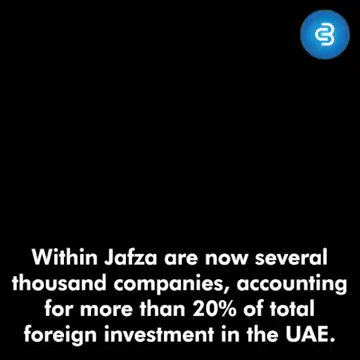 Within Jafza are now several
thousand companies, accounting
for more than 20% of total
foreign investment in the UAE.